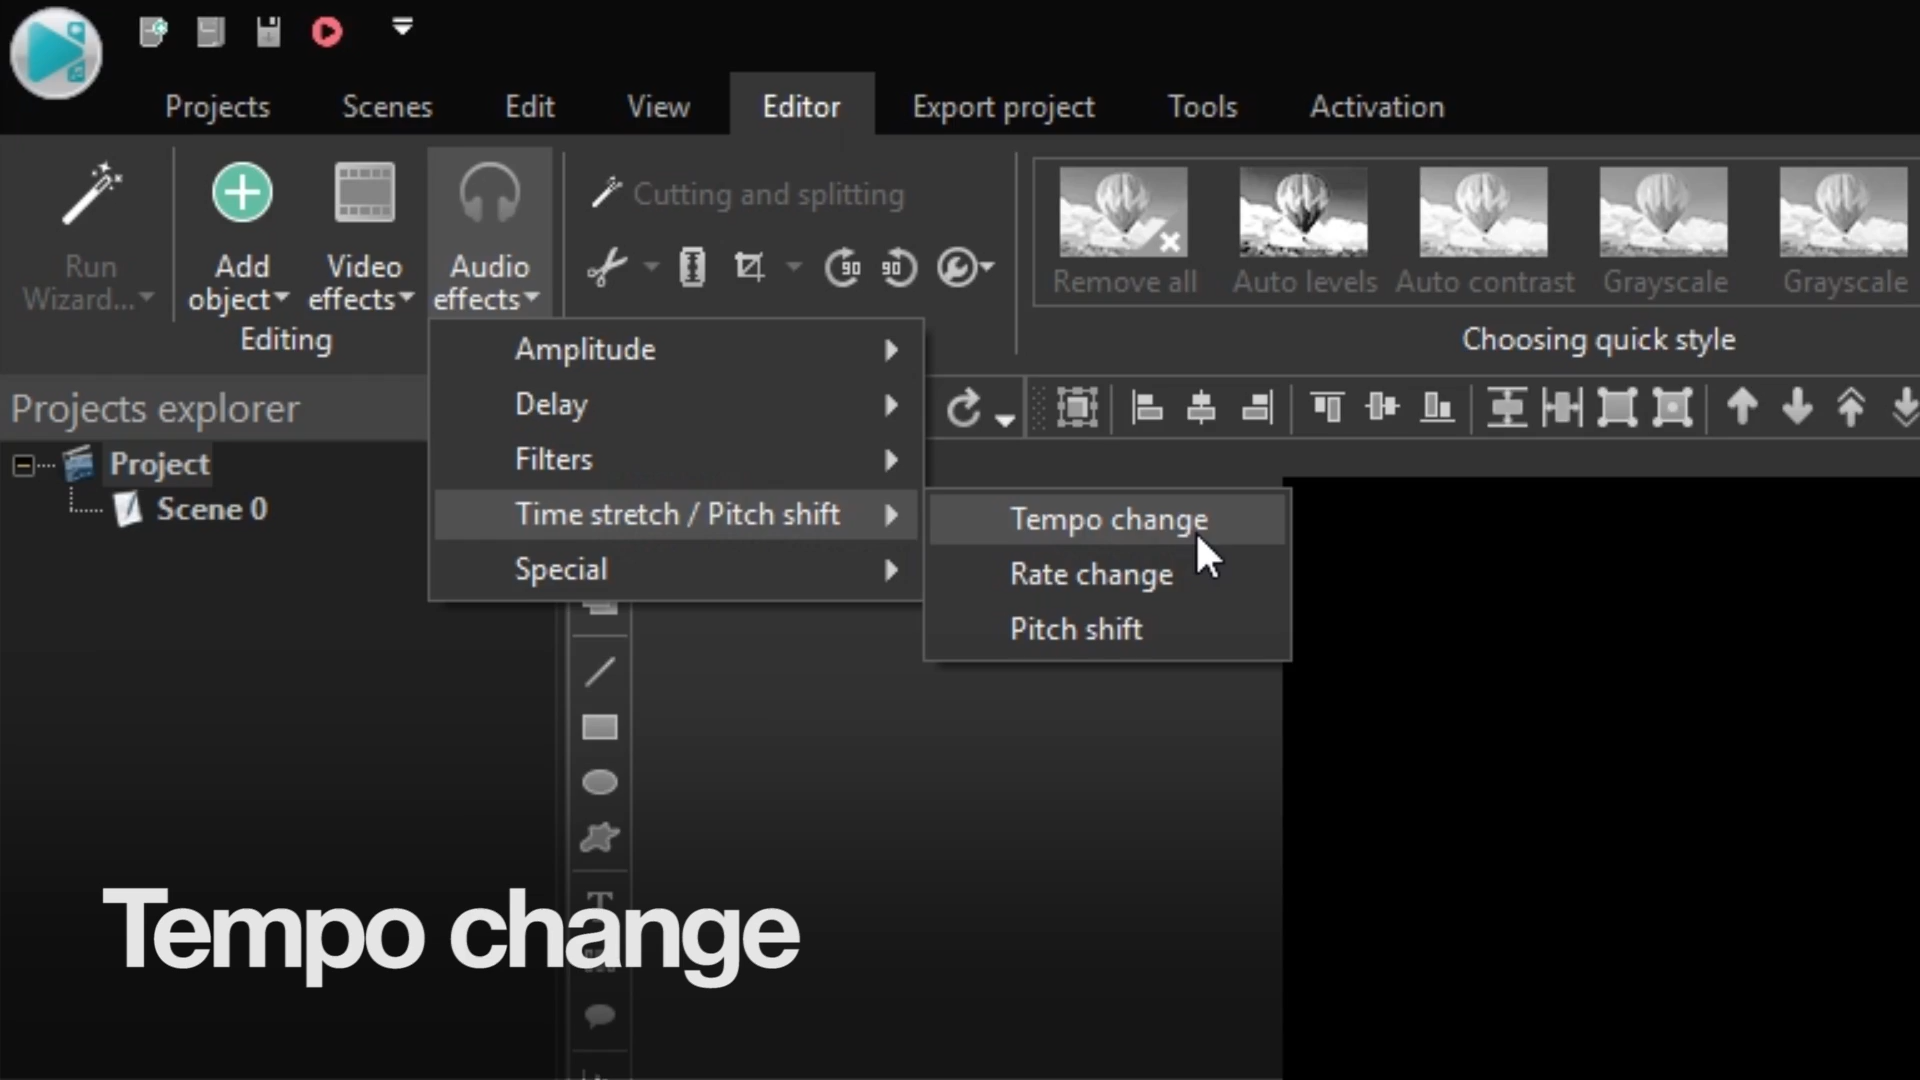 Projects Scenes Edit View Editor Export project Tools Activation
Run Wizard...
Add object
Video effects
Audio effects
Editing
Cutting and splitting
90 90
Remove all Auto levels Auto contrast Grayscale Grayscale
Choosing quick style
Projects explorer
Project
Scene 0
Amplitude
Delay
Filters
Time stretch / Pitch shift
Special
Tempo change
Rate change
Pitch shift
T
Tempo change